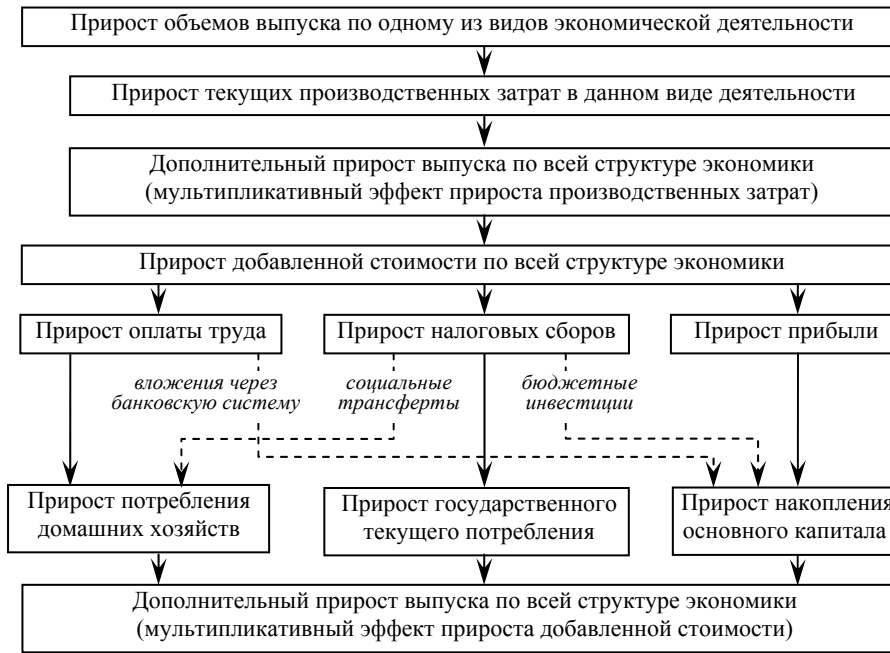 Прирост объемов выпуска по одному из видов экономической деятельности
Прирост текущих производственных затрат в данном виде деятельности
Дополнительный прирост выпуска по всей структуре экономики
(мультипликативный эффект прироста производственных затрат)
Прирост добавленной стоимости по всей структуре экономики
Прирост оплаты труда
Прирост налоговых сборов
Прирост прибыли
вложения через
банковскую систему
социальные
трансферты
бюджетные
инвестиции
Прирост потребления
домашних хозяйств
Прирост государственного
текущего потребления
Прирост накопления
основного капитала
Дополнительный прирост выпуска по всей структуре экономики
(мультипликативный эффект прироста добавленной стоимости)